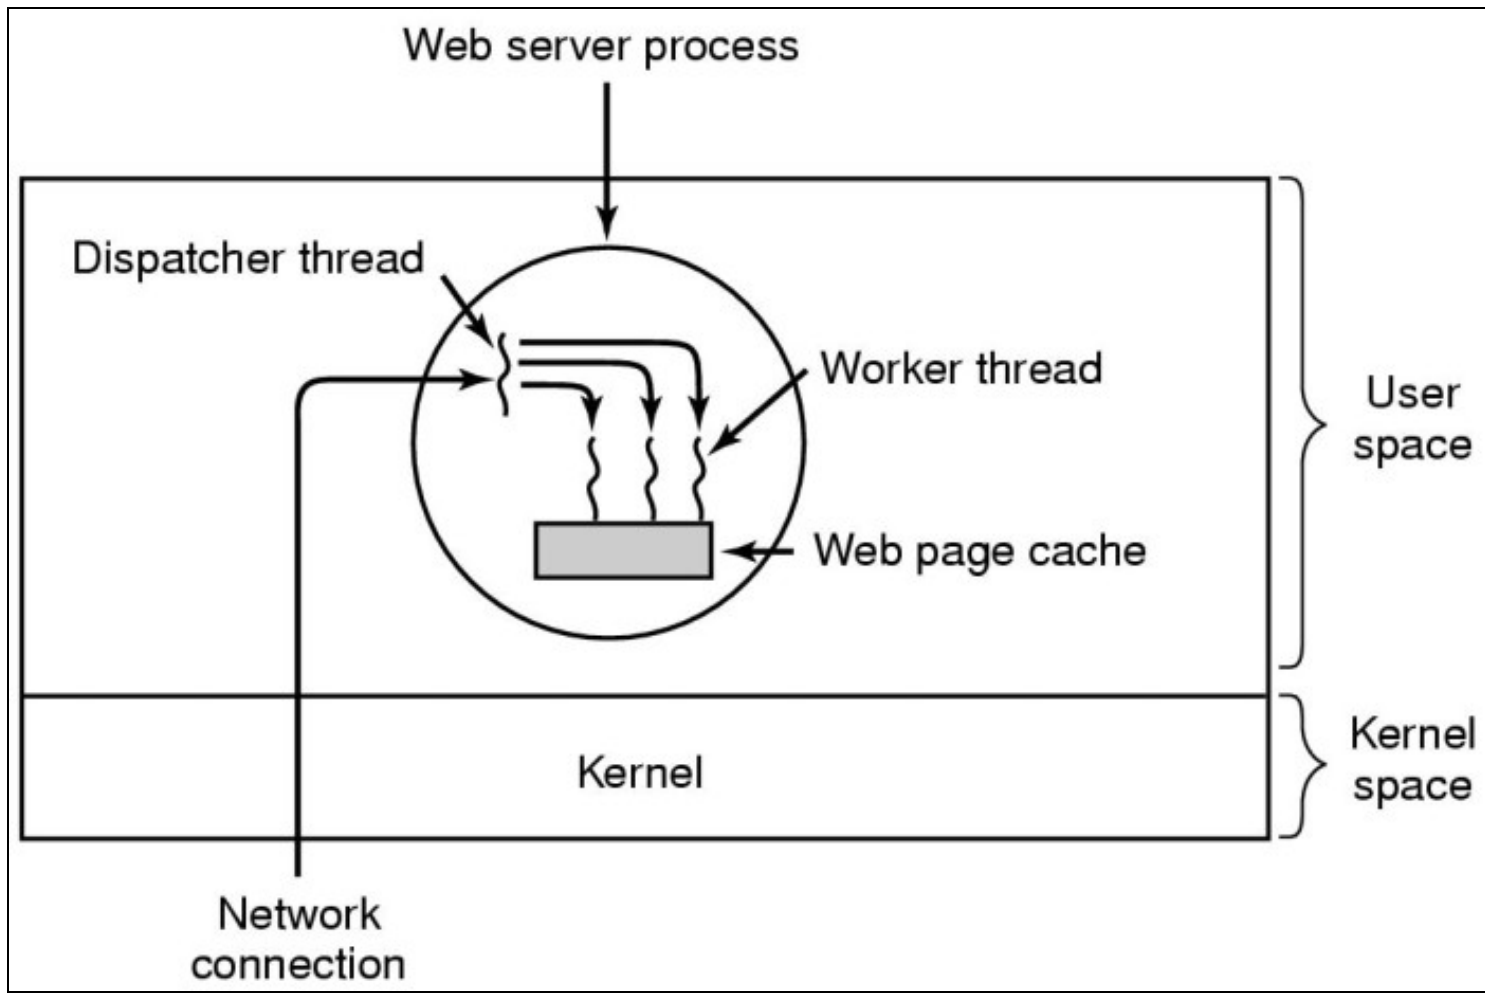 Web server process
Dispatcher thread
Worker thread
User
space
Web page cache
Kernel
space
Kernel
Network
connection